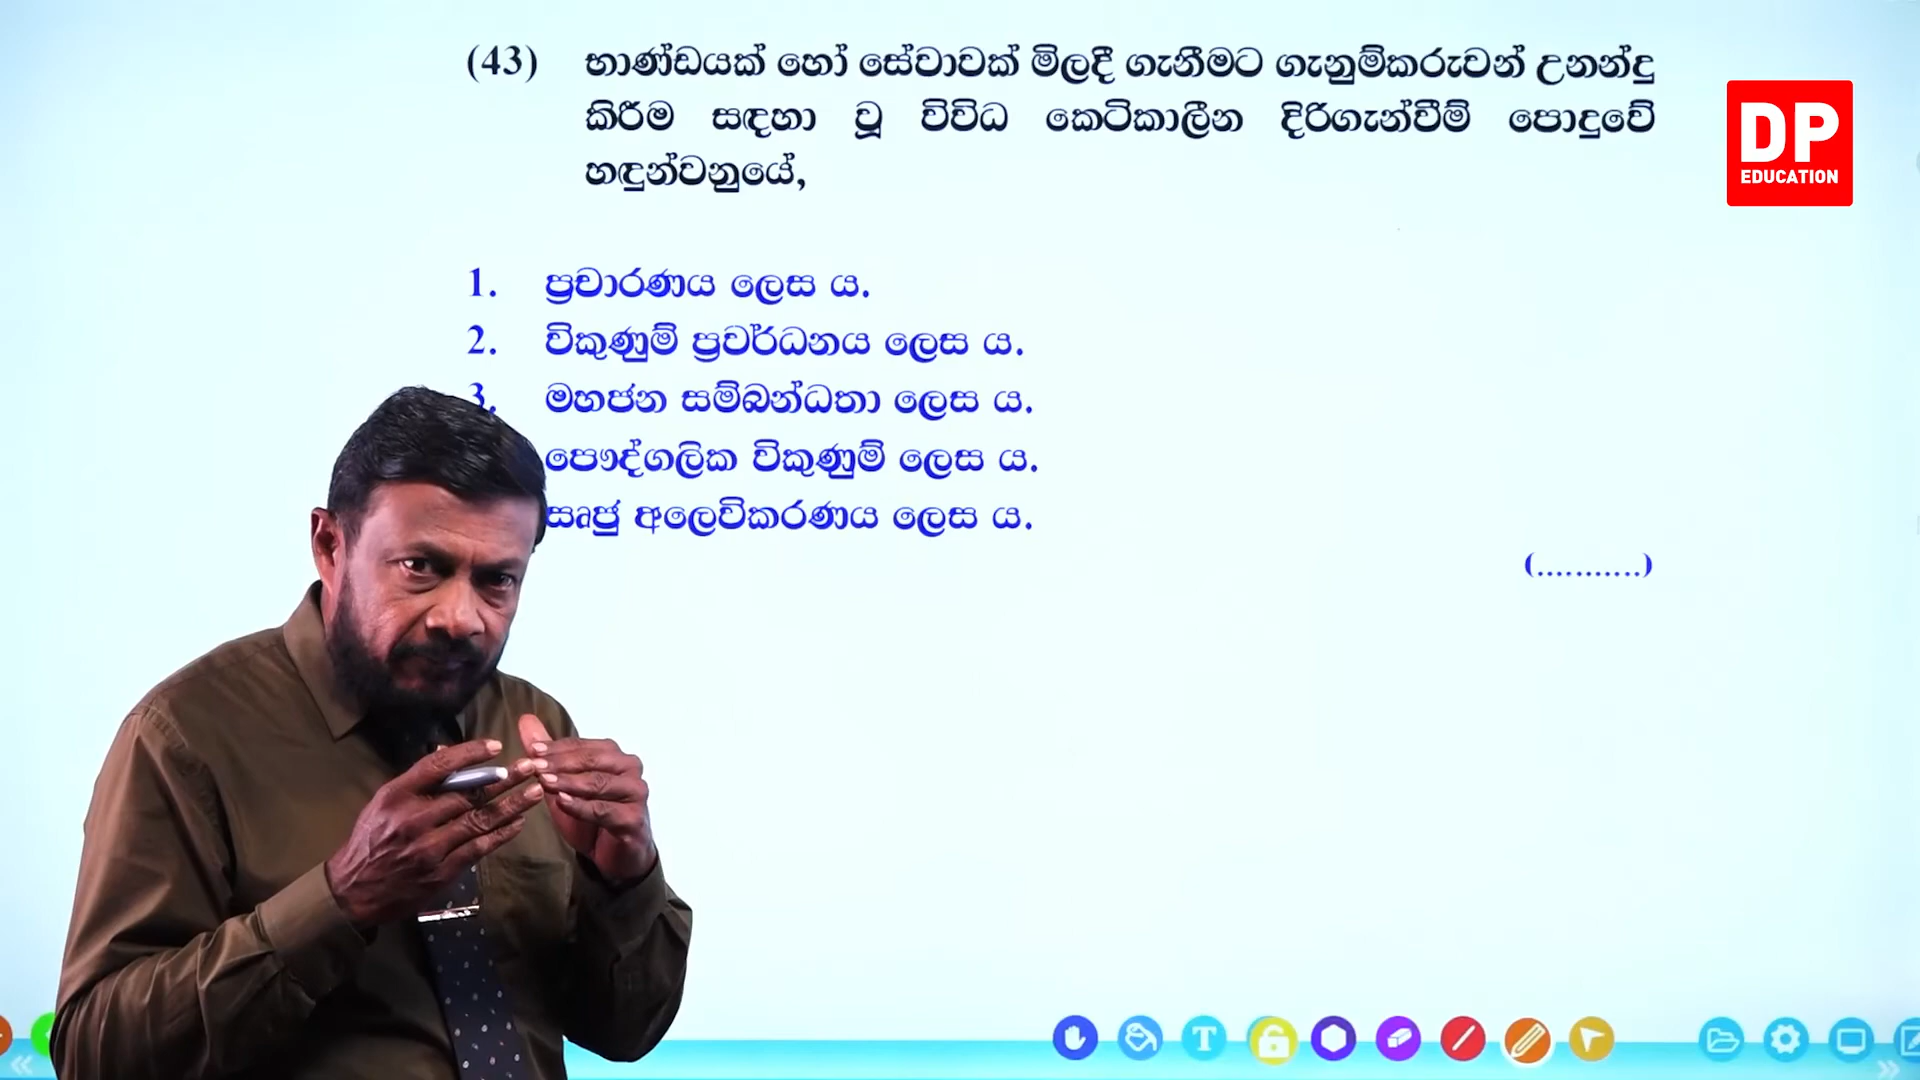 (43) භාණ්ඩයක් හෝ සේවාවක් මිලදී ගැනීමට ගැනුම්කරුවන් උනන්දු
කිරීම සඳහා වූ විවිධ කෙටිකාලීන දිරිගැන්වීම් පොදුවේ
හඳුන්වනුයේ,
DP
EDUCATION
1. ප්‍රචාරණය ලෙස ය.
2. විකුණුම් ප්‍රවර්ධනය ලෙස ය.
3. මහජන සම්බන්ධතා ලෙස ය.
පෞද්ගලික විකුණුම් ලෙස ය.
සෘජු අලෙවිකරණය ලෙස ය.
(...........)
T